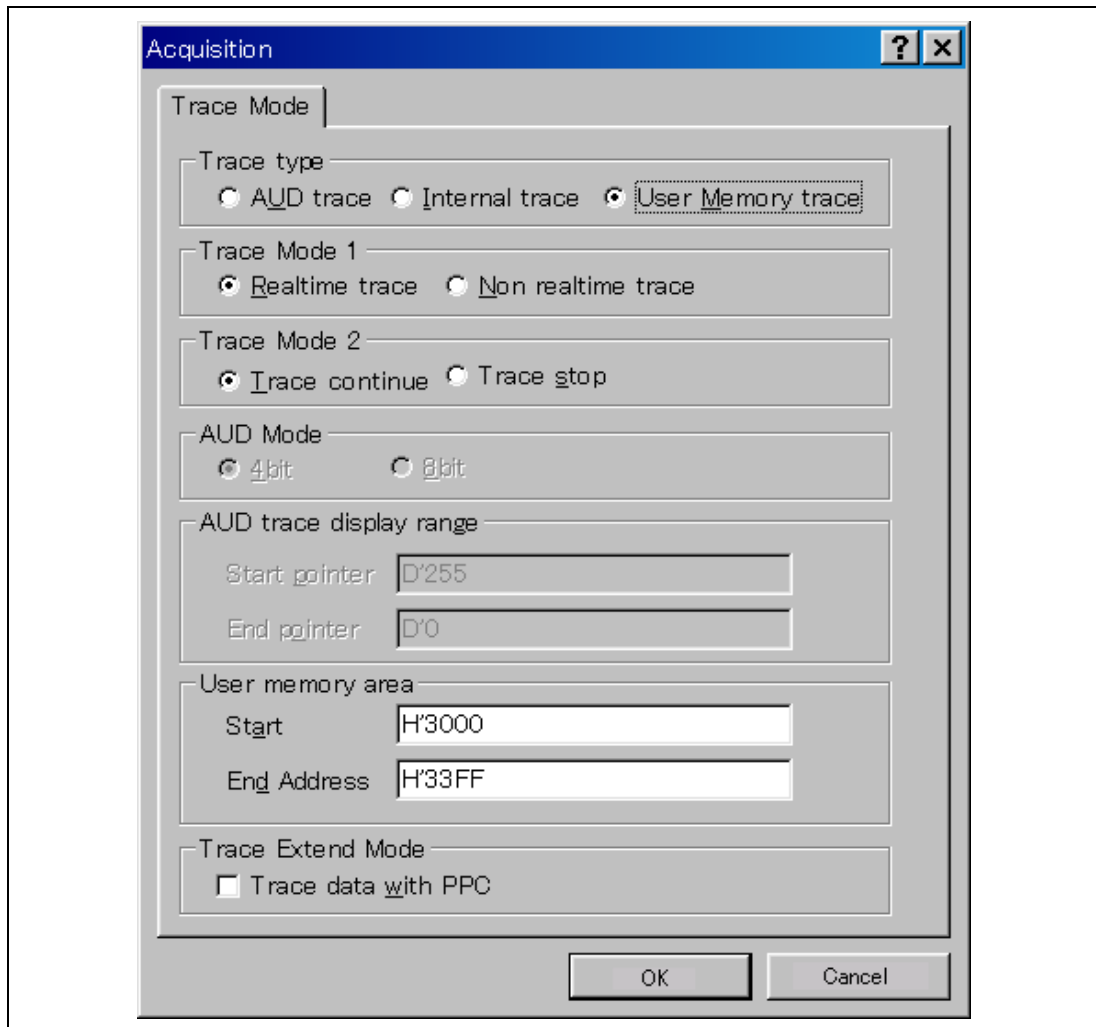 Acquisition
Trace Mode
Trace type
AUD trace Internal trace User Memory trace
Trace Mode 1
Realtime trace Non realtime trace
Trace Mode 2
Trace continue Trace stop
AUD Mode
4bit 8bit
AUD trace display range
Start pointer D'255
End pointer D'0
User memory area
Start H'3000
End Address H'33FF
Trace Extend Mode
Trace data with PPC
OK Cancel